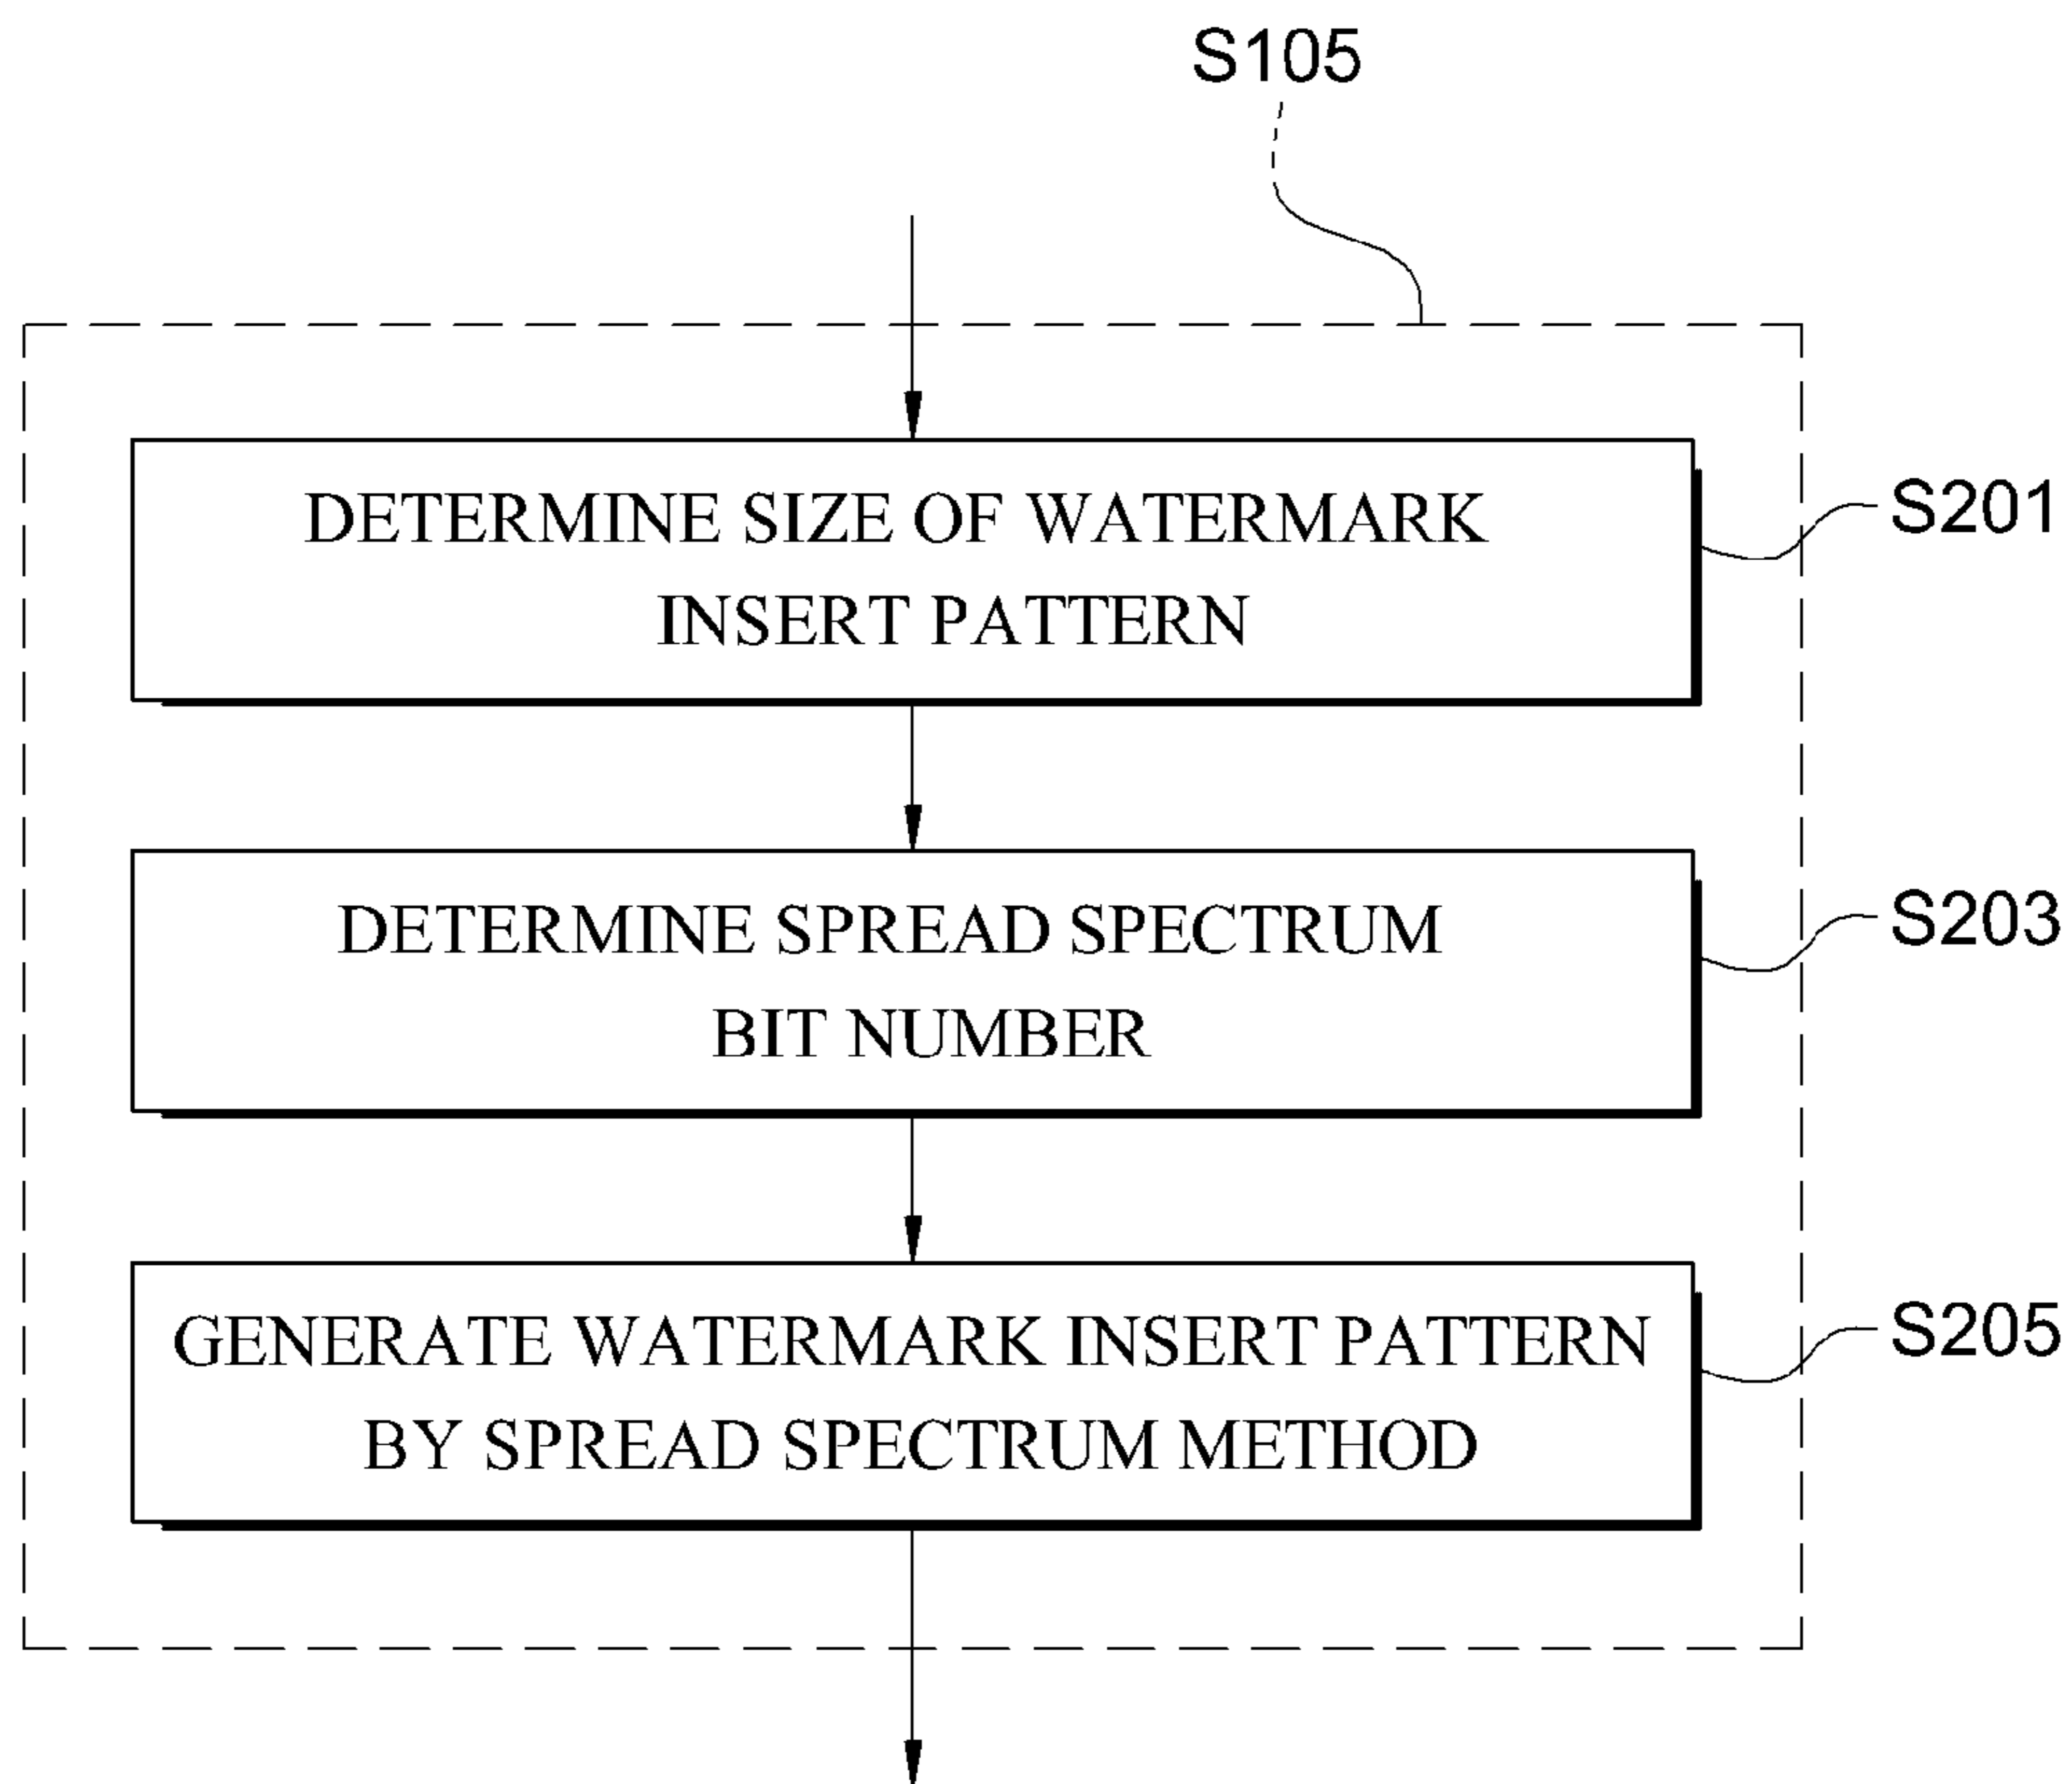 S105
DETERMINE SIZE OF WATERMARK
INSERT PATTERN
S201
DETERMINE SPREAD SPECTRUM
BIT NUMBER
S203
GENERATE WATERMARK INSERT PATTERN
BY SPREAD SPECTRUM METHOD
S205